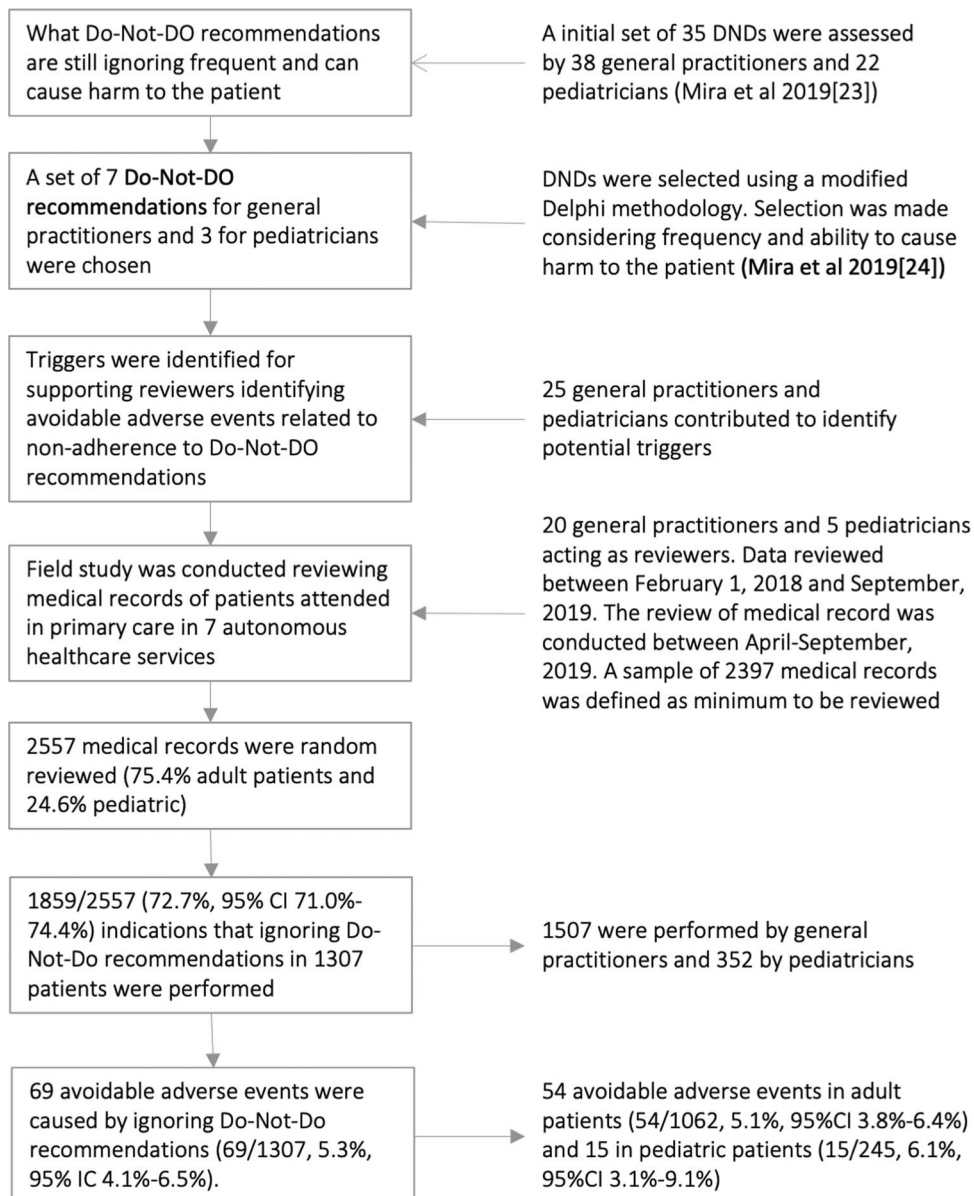 What Do-Not-DO recommendations
are still ignoring frequent and can
cause harm to the patient
A initial set of 35 DNDs were assessed
by 38 general practitioners and 22
pediatricians (Mira et al 2019[23])
A set of 7 Do-Not-DO
recommendations for general
practitioners and 3 for pediatricians
were chosen
DNDs were selected using a modified
Delphi methodology. Selection was made
considering frequency and ability to cause
harm to the patient (Mira et al 2019[24])
Triggers were identified for
supporting reviewers identifying
avoidable adverse events related to
non-adherence to Do-Not-DO
recommendations
25 general practitioners and
pediatricians contributed to identify
potential triggers
Field study was conducted reviewing
medical records of patients attended
in primary care in 7 autonomous
healthcare services
20 general practitioners and 5 pediatricians
acting as reviewers. Data reviewed
between February 1, 2018 and September,
2019. The review of medical record was
conducted between April-September,
2019. A sample of 2397 medical records
was defined as minimum to be reviewed
2557 medical records were random
reviewed (75.4% adult patients and
24.6% pediatric)
1859/2557 (72.7%, 95% CI 71.0%-
74.4%) indications that ignoring Do-
Not-Do recommendations in 1307
patients were performed
1507 were performed by general
practitioners and 352 by pediatricians
69 avoidable adverse events were
caused by ignoring Do-Not-Do
recommendations (69/1307, 5.3%,
95% IC 4.1%-6.5%).
54 avoidable adverse events in adult
patients (54/1062, 5.1%, 95%CI 3.8%-6.4%)
and 15 in pediatric patients (15/245, 6.1%,
95%CI 3.1%-9.1%)